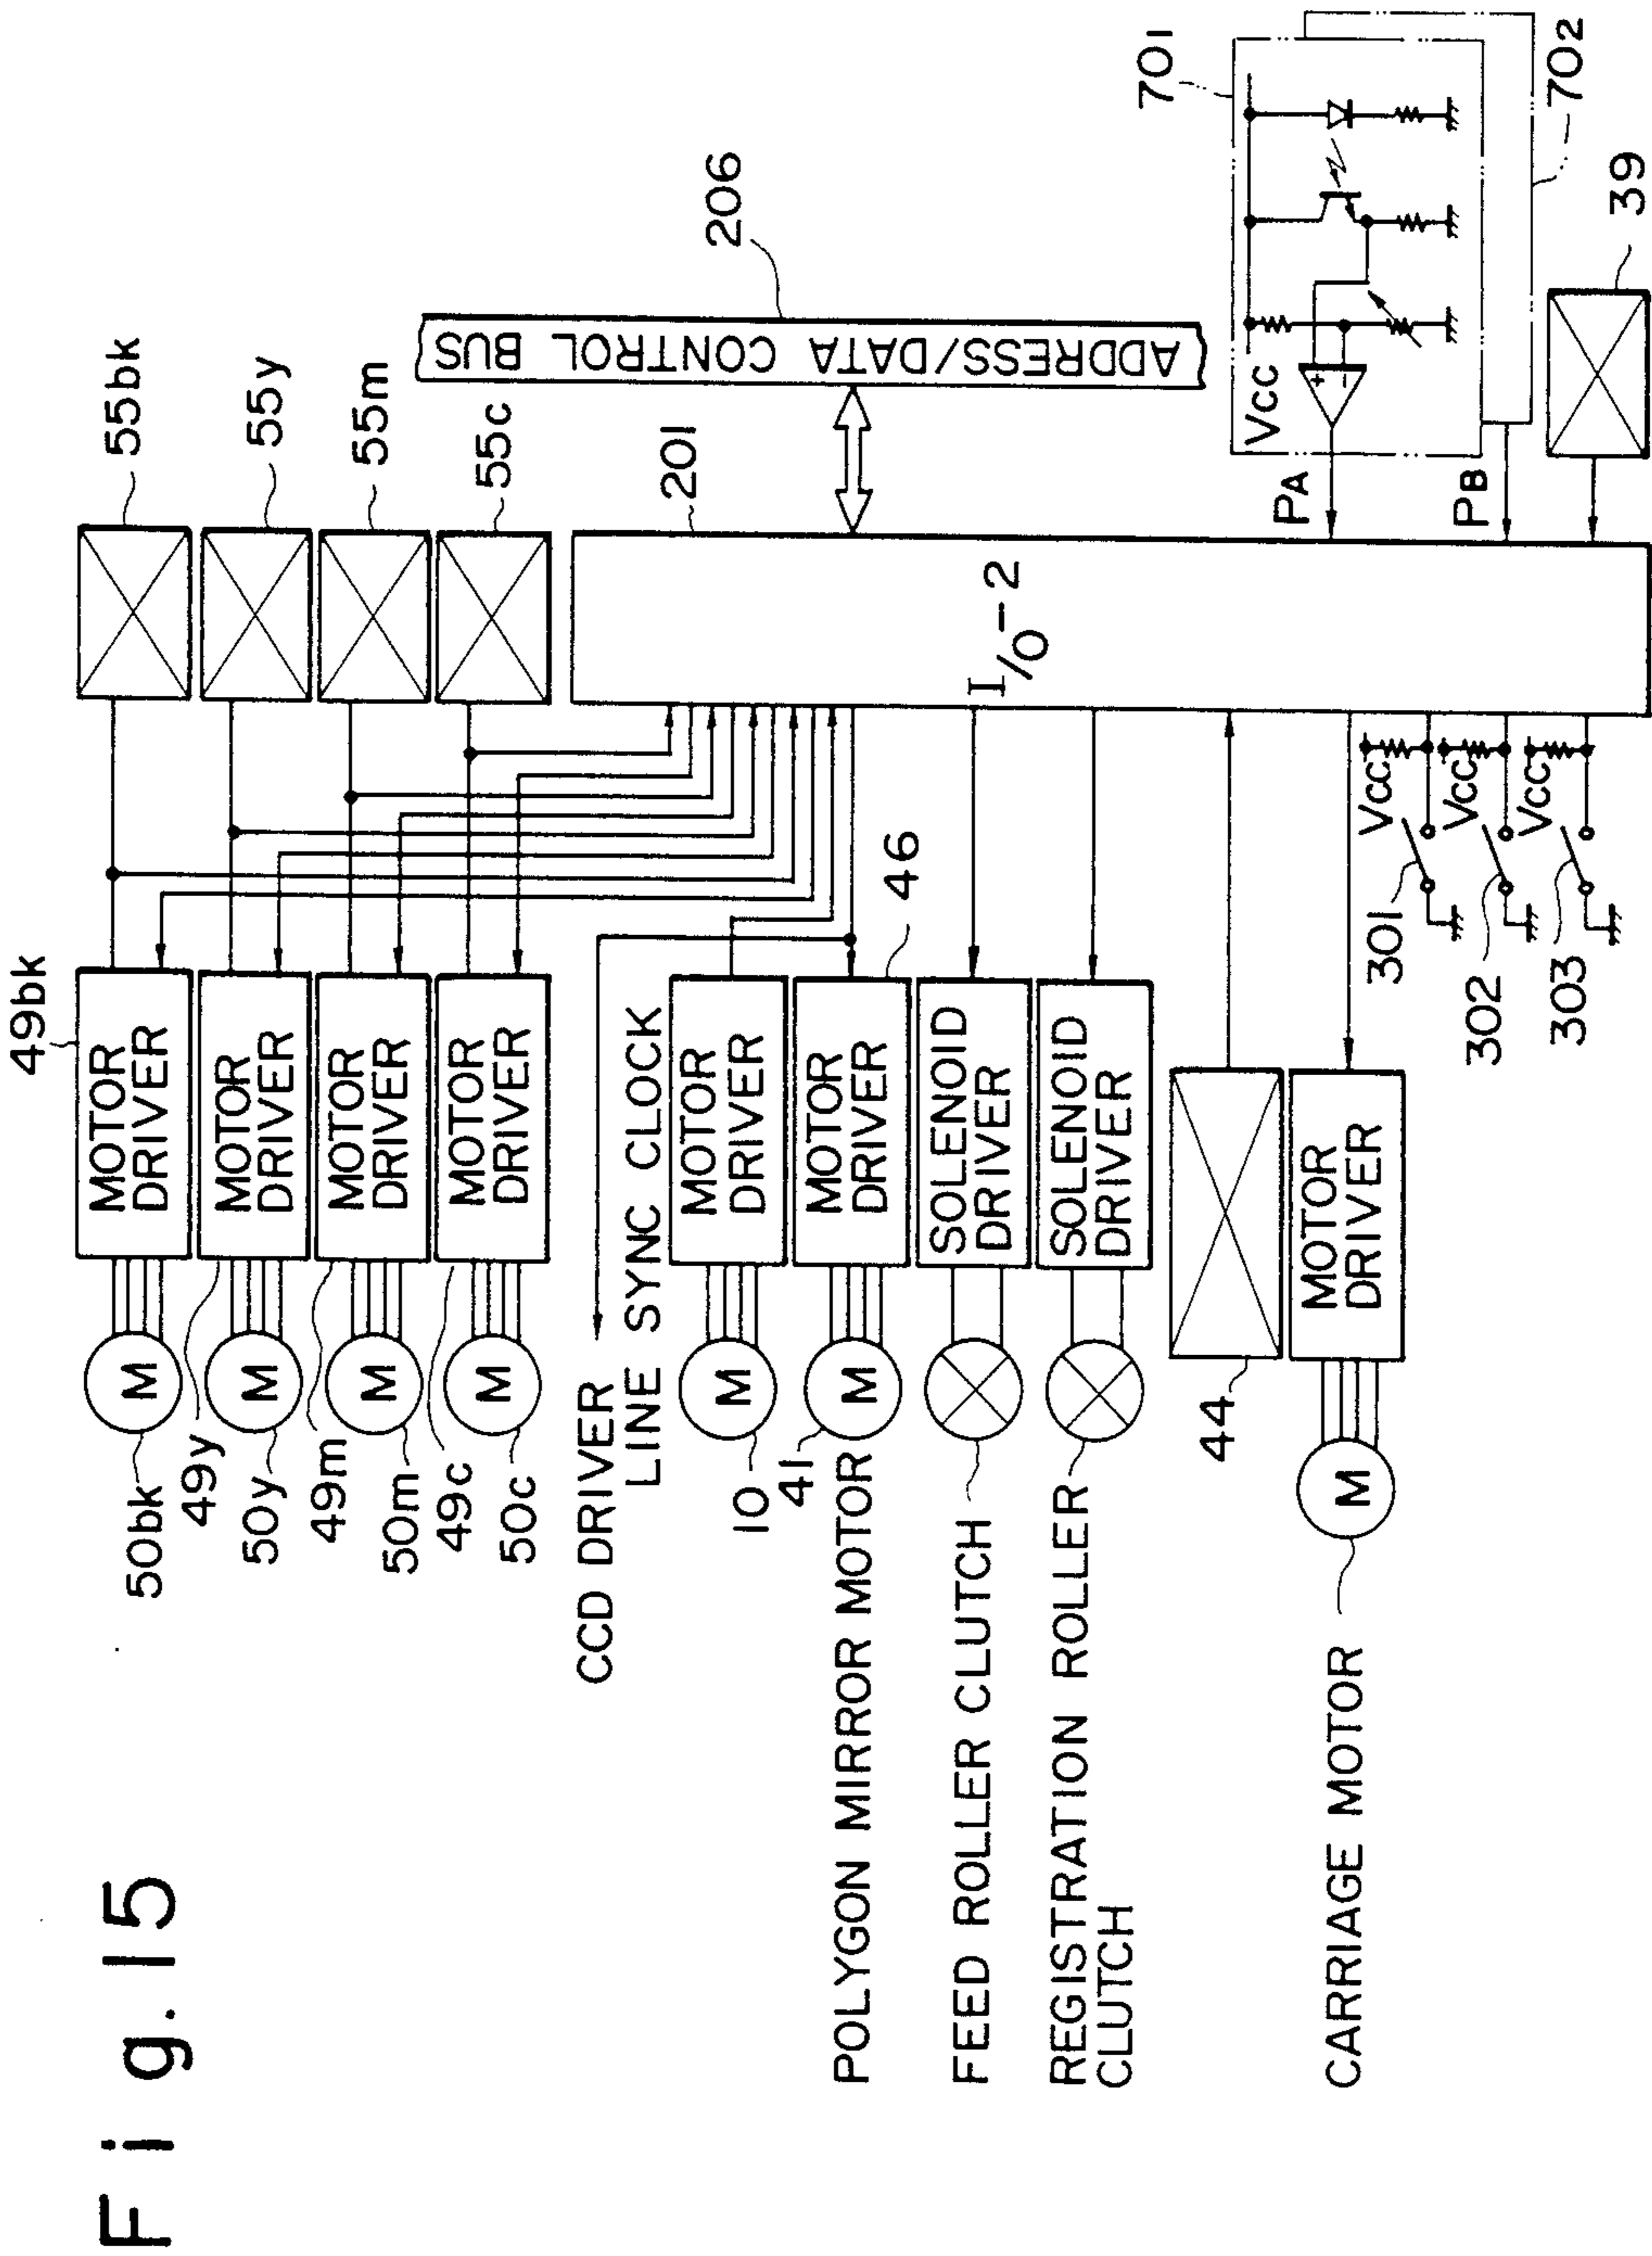 Fig.15
49bk
MOTOR
DRIVER
50bk
55bk
49y
MOTOR
DRIVER
50y
55y
49m
MOTOR
DRIVER
50m
55m
49c
MOTOR
DRIVER
50c
55c
M
M
M
M
CCD DRIVER
LINE SYNC CLOCK
201
I/O-2
206
ADDRESS/DATA CONTROL BUS
10
M
MOTOR
DRIVER
POLYGON MIRROR MOTOR
41
M
MOTOR
DRIVER
46
FEED ROLLER CLUTCH
SOLENOID
DRIVER
REGISTRATION ROLLER
CLUTCH
SOLENOID
DRIVER
44
CARRIAGE MOTOR
M
MOTOR
DRIVER
301
Vcc
302
Vcc
303
Vcc
701
702
Vcc
+
-
PA
PB
39